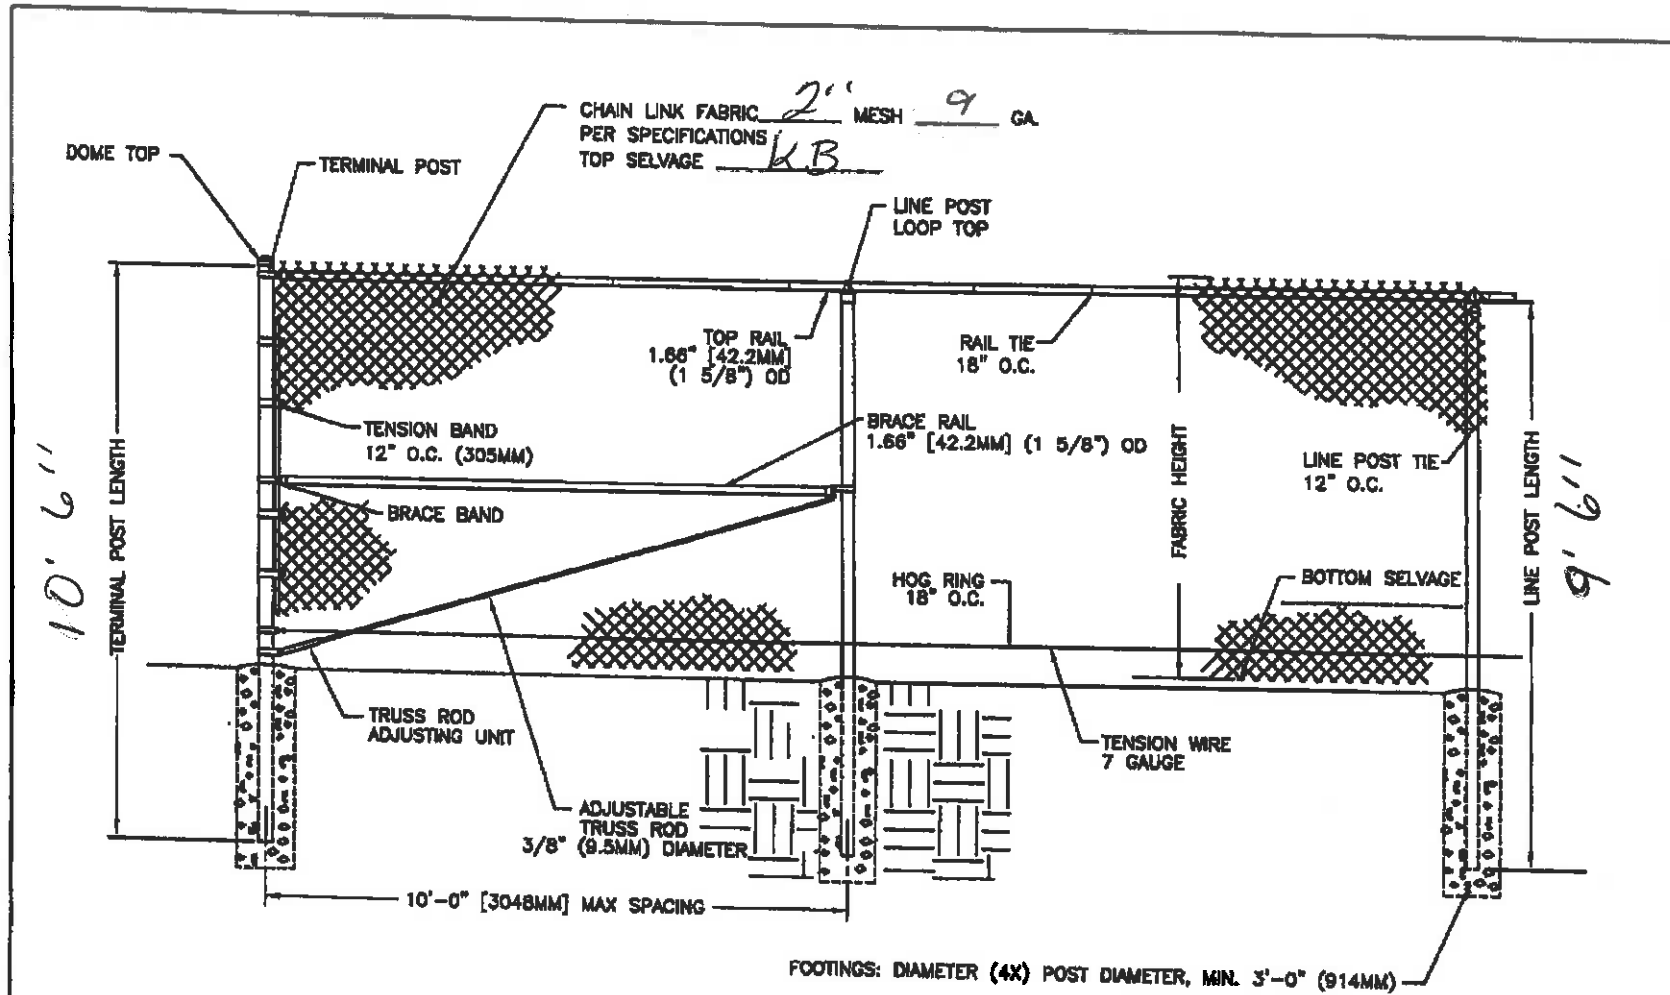 CHAIN LINK FABRIC 2'' MESH 9 GA.
PER SPECIFICATIONS
TOP SELVAGE K.B
DOME TOP
TERMINAL POST
LINE POST
LOOP TOP
TOP RAIL
1.66" [42.2MM]
(1 5/8") OD
RAIL TIE
18" O.C.
TENSION BAND
12" O.C. (305MM)
BRACE RAIL
1.66" [42.2MM] (1 5/8") OD
LINE POST TIE
12" O.C.
BRACE BAND
10' 6''
TERMINAL POST LENGTH
FABRIC HEIGHT
LINE POST LENGTH
9' 6''
HOG RING
18" O.C.
BOTTOM SELVAGE
TRUSS ROD
ADJUSTING UNIT
TENSION WIRE
7 GAUGE
ADJUSTABLE
TRUSS ROD
3/8" (9.5MM) DIAMETER
10'-0" [3048MM] MAX SPACING
FOOTINGS: DIAMETER (4X) POST DIAMETER, MIN. 3'-0" (914MM)